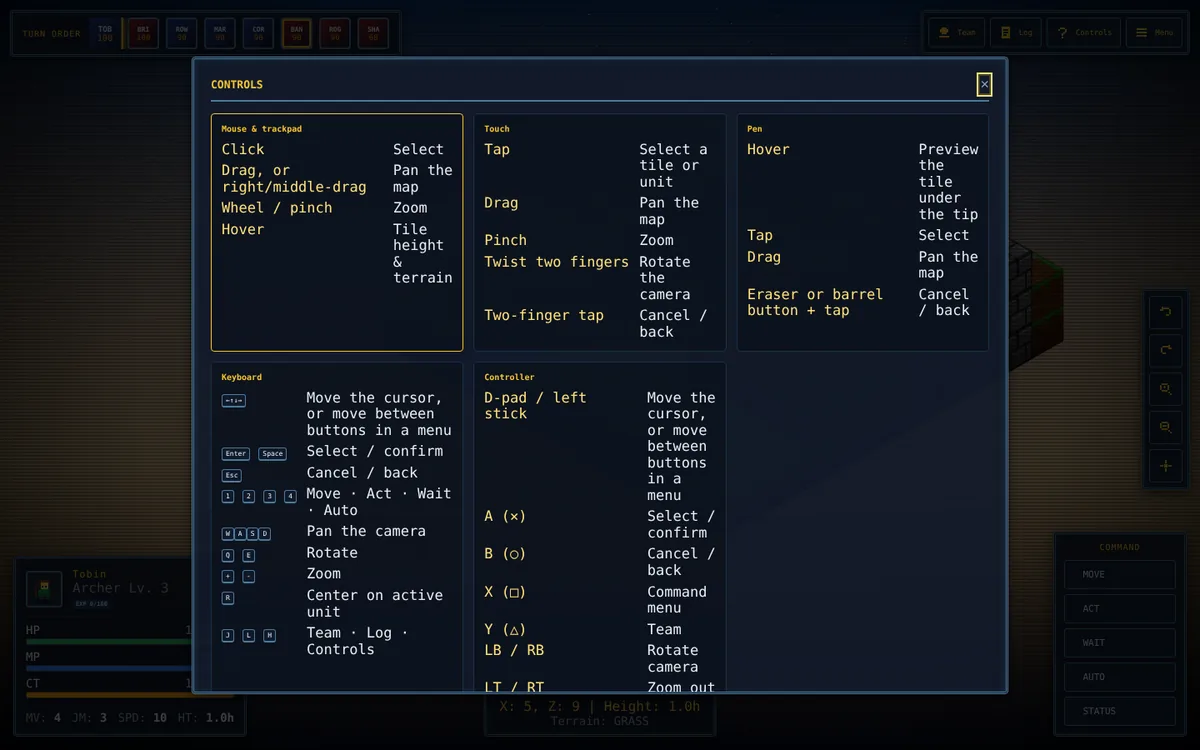 TURN ORDER
TOB
100
BRI
100
ROW
98
MAR
COR
98
BAN
ROG
98
SHA
98
Team
Log
Controls
Menu
CONTROLS
×
Mouse & trackpad
Click Select
Drag, or Pan the
right/middle-drag map
Wheel / pinch Zoom
Hover Tile
height
&
terrain
Touch
Tap Select a
tile or
unit
Drag Pan the
map
Pinch Zoom
Twist two fingers Rotate
the
camera
Two-finger tap Cancel /
back
Pen
Hover Preview
the
tile
under
the tip
Tap Select
Drag Pan the
map
Eraser or barrel Cancel
button + tap / back
Keyboard
←↑↓→ Move the cursor,
or move between
buttons in a menu
Enter Space Select / confirm
Esc Cancel / back
1 2 3 4 Move · Act · Wait
· Auto
W A S D Pan the camera
Q E Rotate
+ - Zoom
R Center on active
unit
J L H Team · Log ·
Controls
Controller
D-pad / left Move the
stick cursor,
or move
between
buttons
in a
menu
A (×) Select /
confirm
B (○) Cancel /
back
X (□) Command
menu
Y (△) Team
LB / RB Rotate
camera
LT / RT Zoom out
Tobin
Archer Lv. 3
EXP 0/100
HP 1
MP
CT 1
MV: 4 JM: 3 SPD: 10 HT: 1.0h
X: 5, Z: 9 | Height: 1.0h
Terrain: GRASS
COMMAND
MOVE
ACT
WAIT
AUTO
STATUS